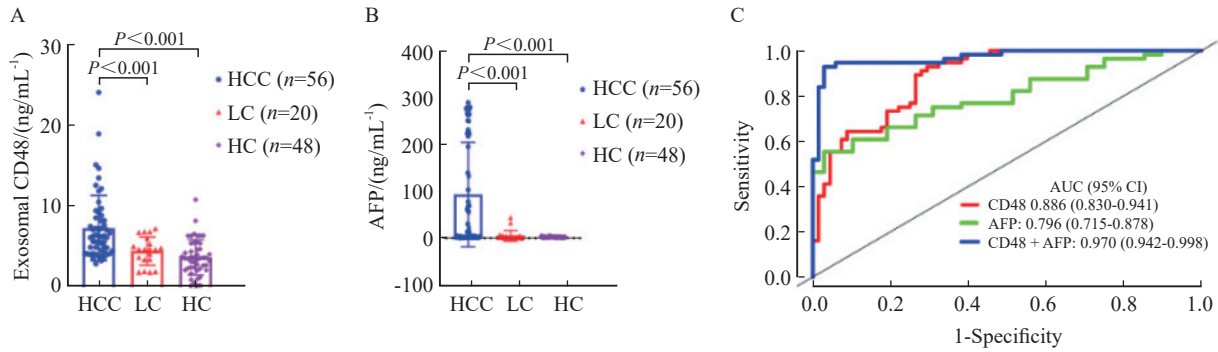 A
Exosomal CD48/(ng/mL⁻¹)
30
20
10
0
P＜0.001
P＜0.001
HCC (n=56)
LC (n=20)
HC (n=48)
HCC LC HC
B
AFP/(ng/mL⁻¹)
400
300
200
100
0
-100
P＜0.001
P＜0.001
HCC (n=56)
LC (n=20)
HC (n=48)
HCC LC HC
C
Sensitivity
1.0
0.8
0.6
0.4
0.2
0.0
AUC (95% CI)
CD48 0.886 (0.830-0.941)
AFP: 0.796 (0.715-0.878)
CD48 + AFP: 0.970 (0.942-0.998)
0.0 0.2 0.4 0.6 0.8 1.0
1-Specificity